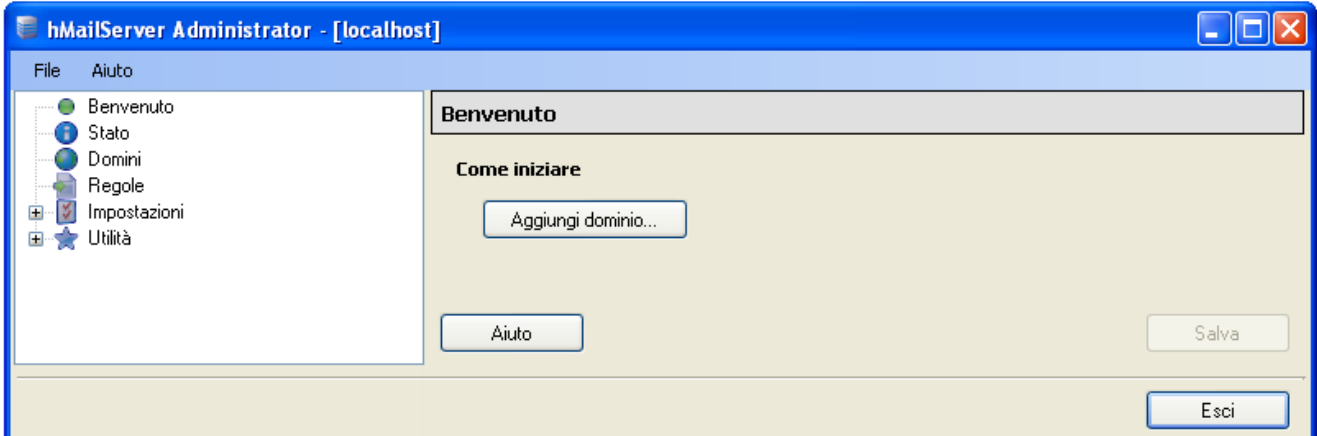 hMailServer Administrator - [localhost]
File Aiuto
Benvenuto
Stato
Domini
Regole
Impostazioni
Utilità
Benvenuto
Come iniziare
Aggiungi dominio...
Aiuto
Salva
Esci